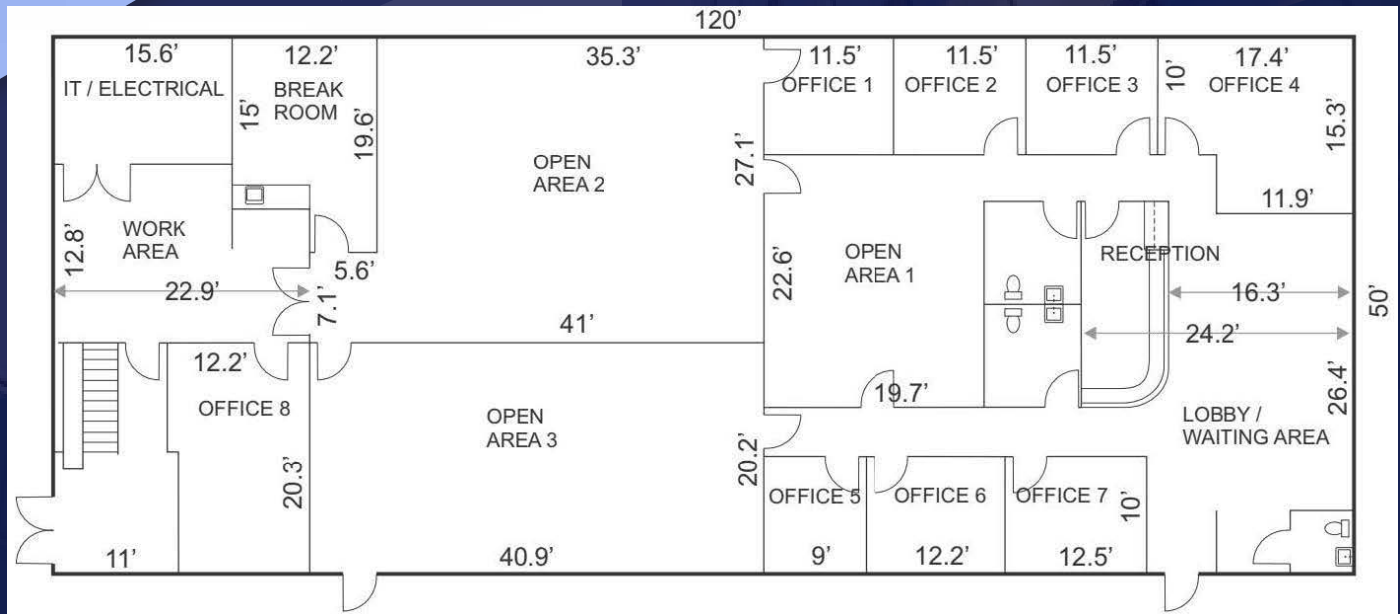 120’
15.6’
IT / ELECTRICAL
12.2’
BREAK
ROOM
15’
19.6’
35.3’
OPEN
AREA 2
27.1’
11.5’
OFFICE 1
11.5’
OFFICE 2
11.5’
OFFICE 3
10’
17.4’
OFFICE 4
15.3’
11.9’
WORK
AREA
12.8’
22.9’
5.6’
7.1’
41’
OPEN
AREA 1
22.6’
19.7’
RECEPTION
16.3’
24.2’
50’
26.4’
LOBBY /
WAITING AREA
12.2’
OFFICE 8
20.3’
11’
OPEN
AREA 3
40.9’
20.2’
OFFICE 5
9’
OFFICE 6
12.2’
OFFICE 7
12.5’
10’